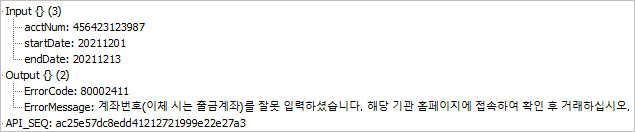 Input {} (3)
acctNum: 456423123987
startDate: 20211201
endDate: 20211213
Output {} (2)
ErrorCode: 80002411
ErrorMessage: 계좌번호(이체 시는 출금계좌)를 잘못 입력하셨습니다. 해당 기관 홈페이지에 접속하여 확인 후 거래하십시오.
API_SEQ: ac25e57dc8edd41212721999e22e27a3